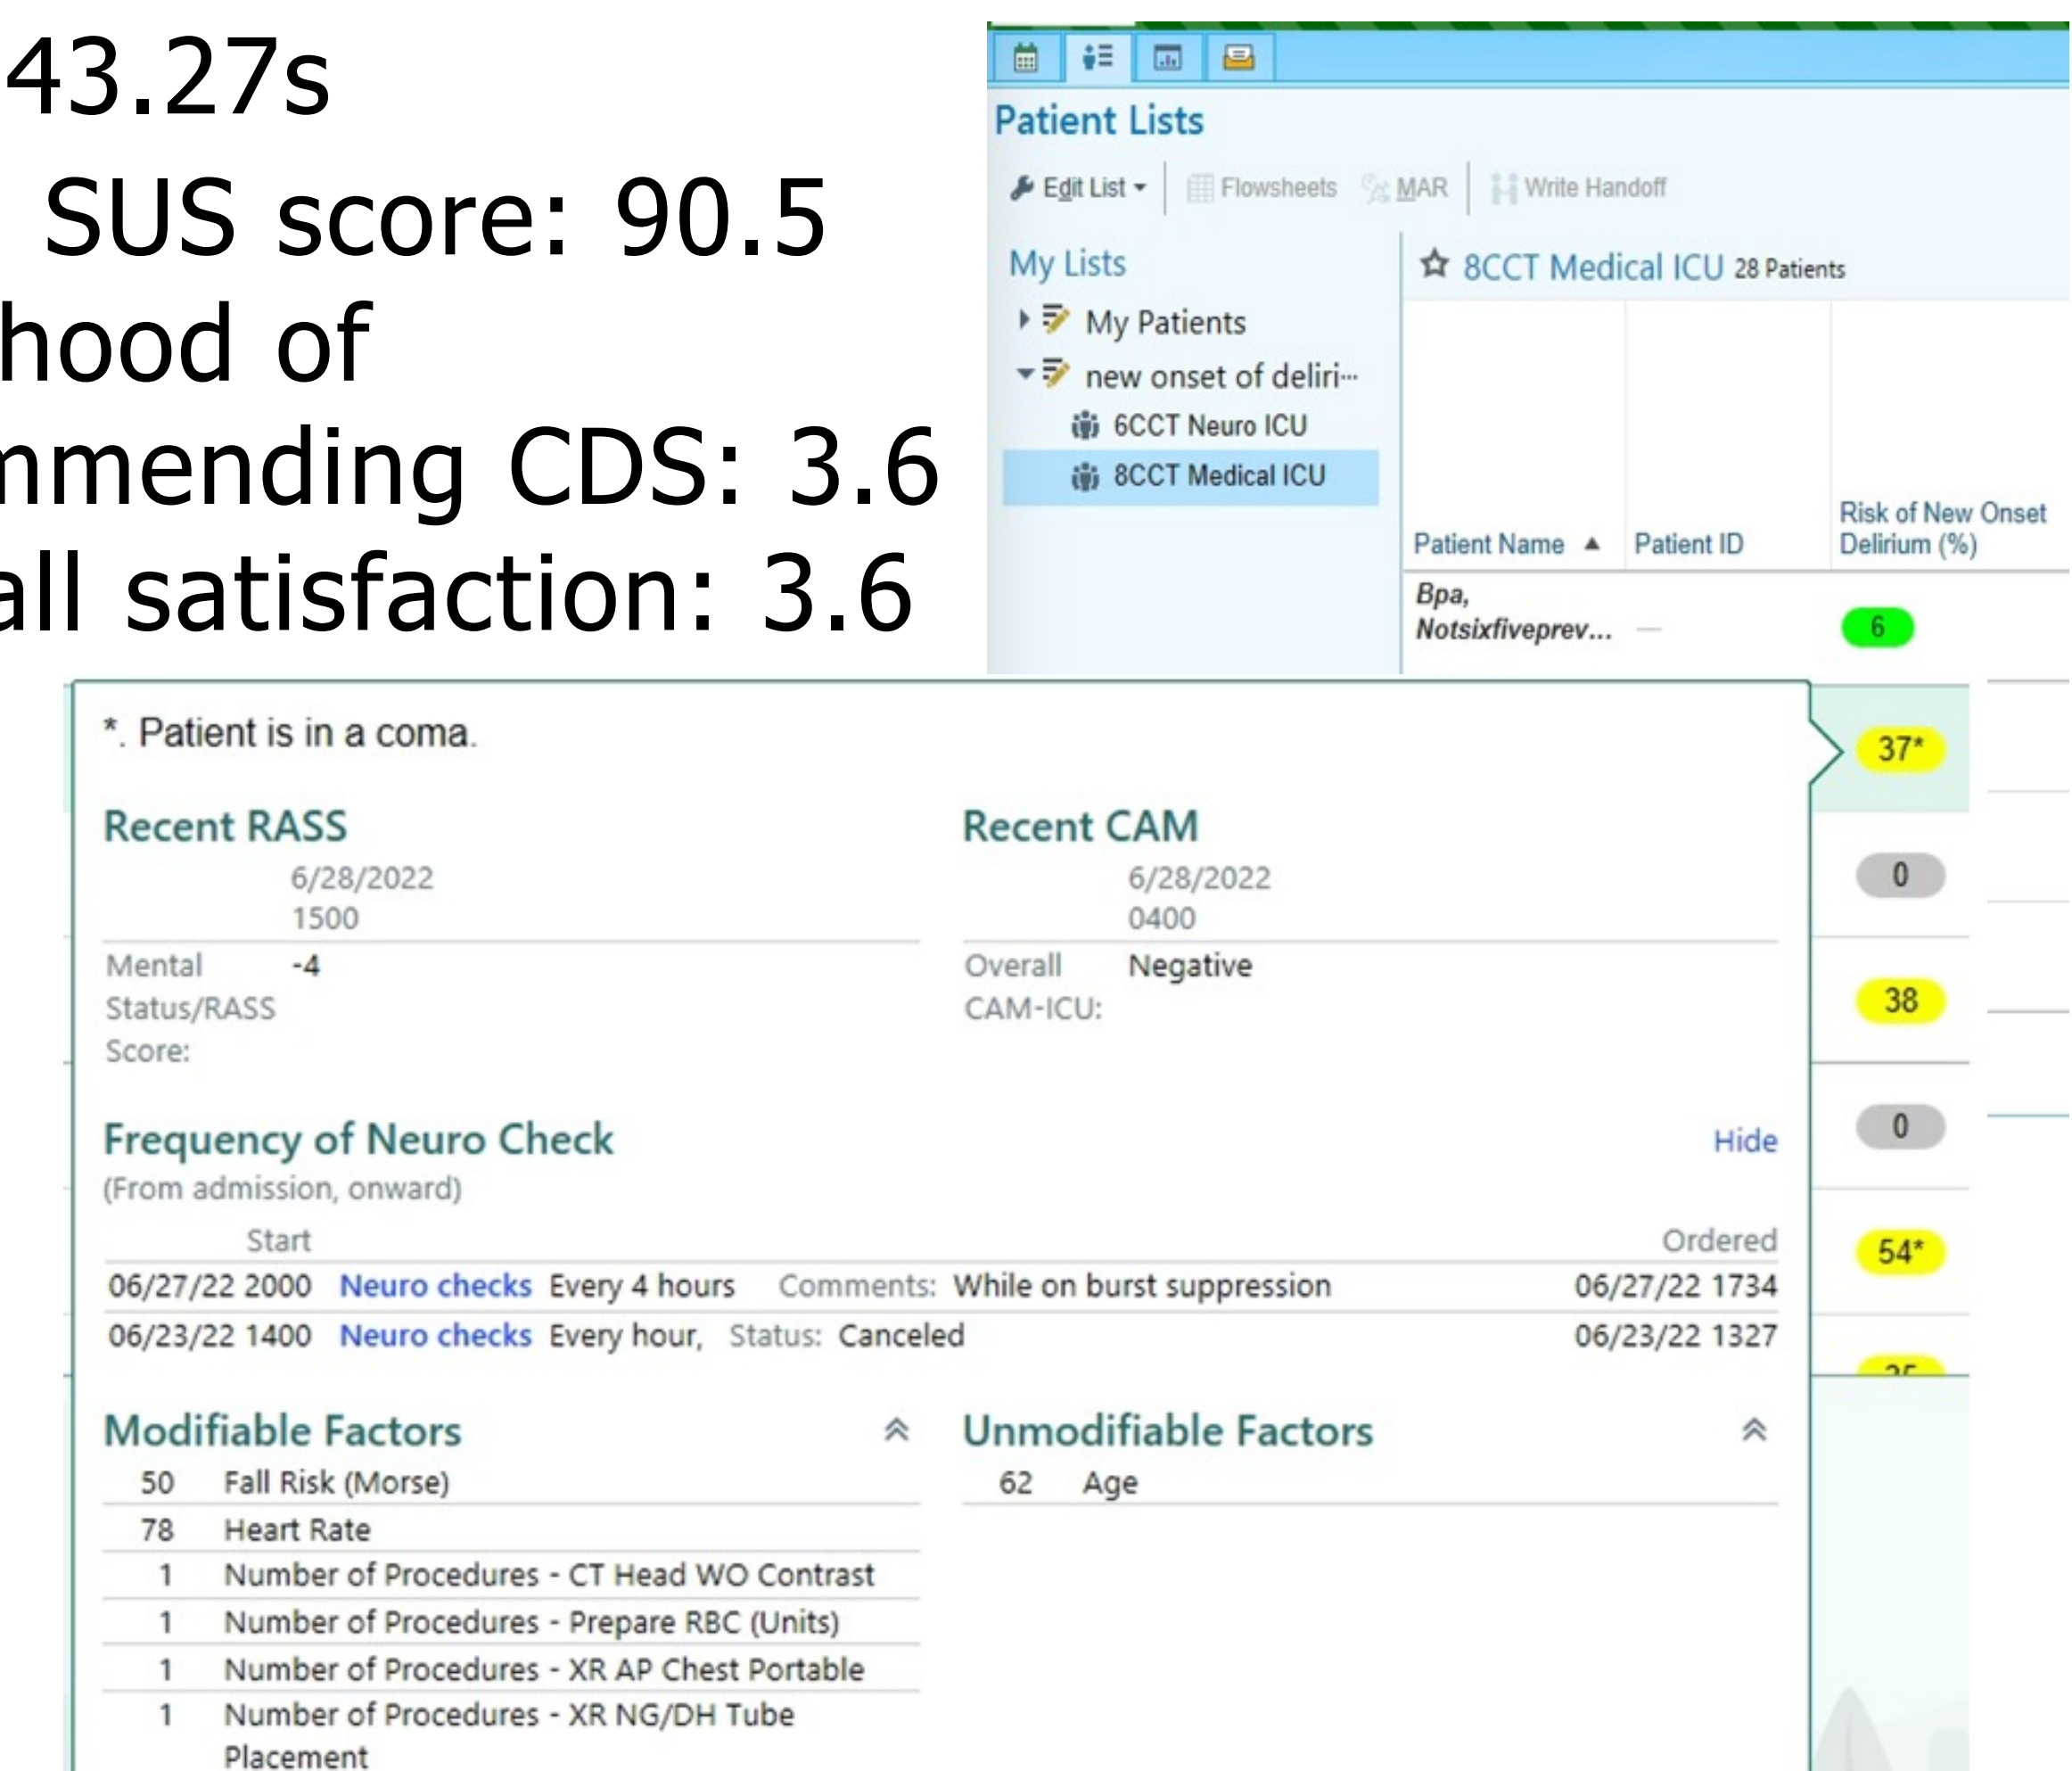 43.27s
SUS score: 90.5
hood of
mmending CDS: 3.6
all satisfaction: 3.6
Patient Lists
Edit List Flowsheets MAR Write Handoff
My Lists
My Patients
new onset of deliri...
6CCT Neuro ICU
8CCT Medical ICU
8CCT Medical ICU 28 Patients
Patient Name Patient ID Risk of New Onset
Delirium (%)
Bpa,
Notsixfiveprev... — 6
*. Patient is in a coma.
37*
0
38
0
54*
Recent RASS
6/28/2022
1500
Mental -4
Status/RASS
Score:
Recent CAM
6/28/2022
0400
Overall Negative
CAM-ICU:
Frequency of Neuro Check Hide
(From admission, onward)
Start Ordered
06/27/22 2000 Neuro checks Every 4 hours Comments: While on burst suppression 06/27/22 1734
06/23/22 1400 Neuro checks Every hour, Status: Canceled 06/23/22 1327
Modifiable Factors
50 Fall Risk (Morse)
78 Heart Rate
1 Number of Procedures - CT Head WO Contrast
1 Number of Procedures - Prepare RBC (Units)
1 Number of Procedures - XR AP Chest Portable
1 Number of Procedures - XR NG/DH Tube
Placement
Unmodifiable Factors
62 Age